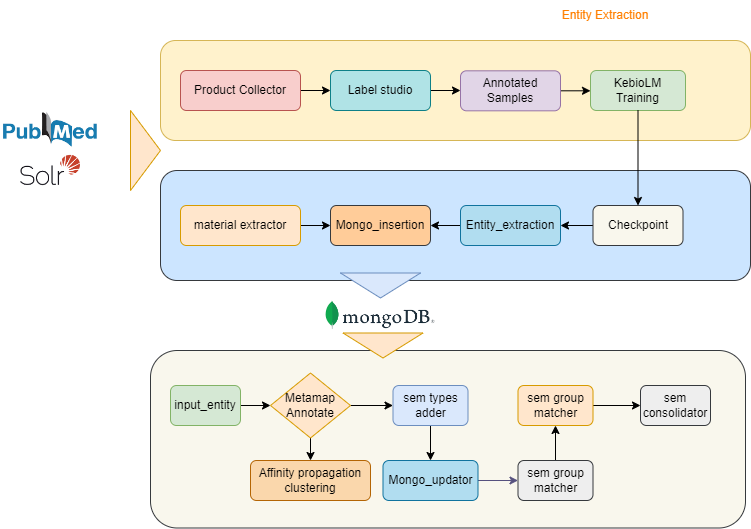 Entity Extraction
Product Collector
Label studio
Annotated
Samples
KebioLM
Training
PubMed
Solr
material extractor
Mongo_insertion
Entity_extraction
Checkpoint
mongoDB®
input_entity
Metamap
Annotate
sem types
adder
sem group
matcher
sem
consolidator
Affinity propagation
clustering
Mongo_updator
sem group
matcher